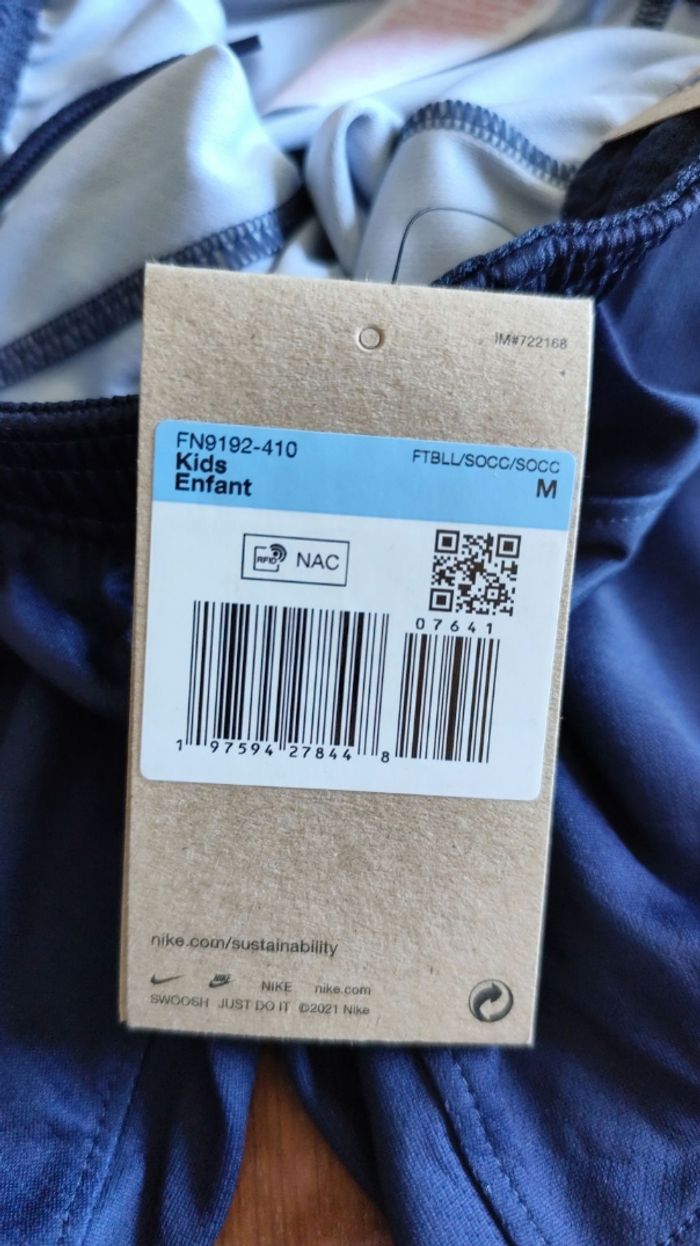 IM#722168
FN9192-410
Kids
Enfant
FTBLL/SOCC/SOCC
M
RFID NAC
07641
1 97594 27844 8
nike.com/sustainability
NIKE nike.com
SWOOSH JUST DO IT ©2021 Nike